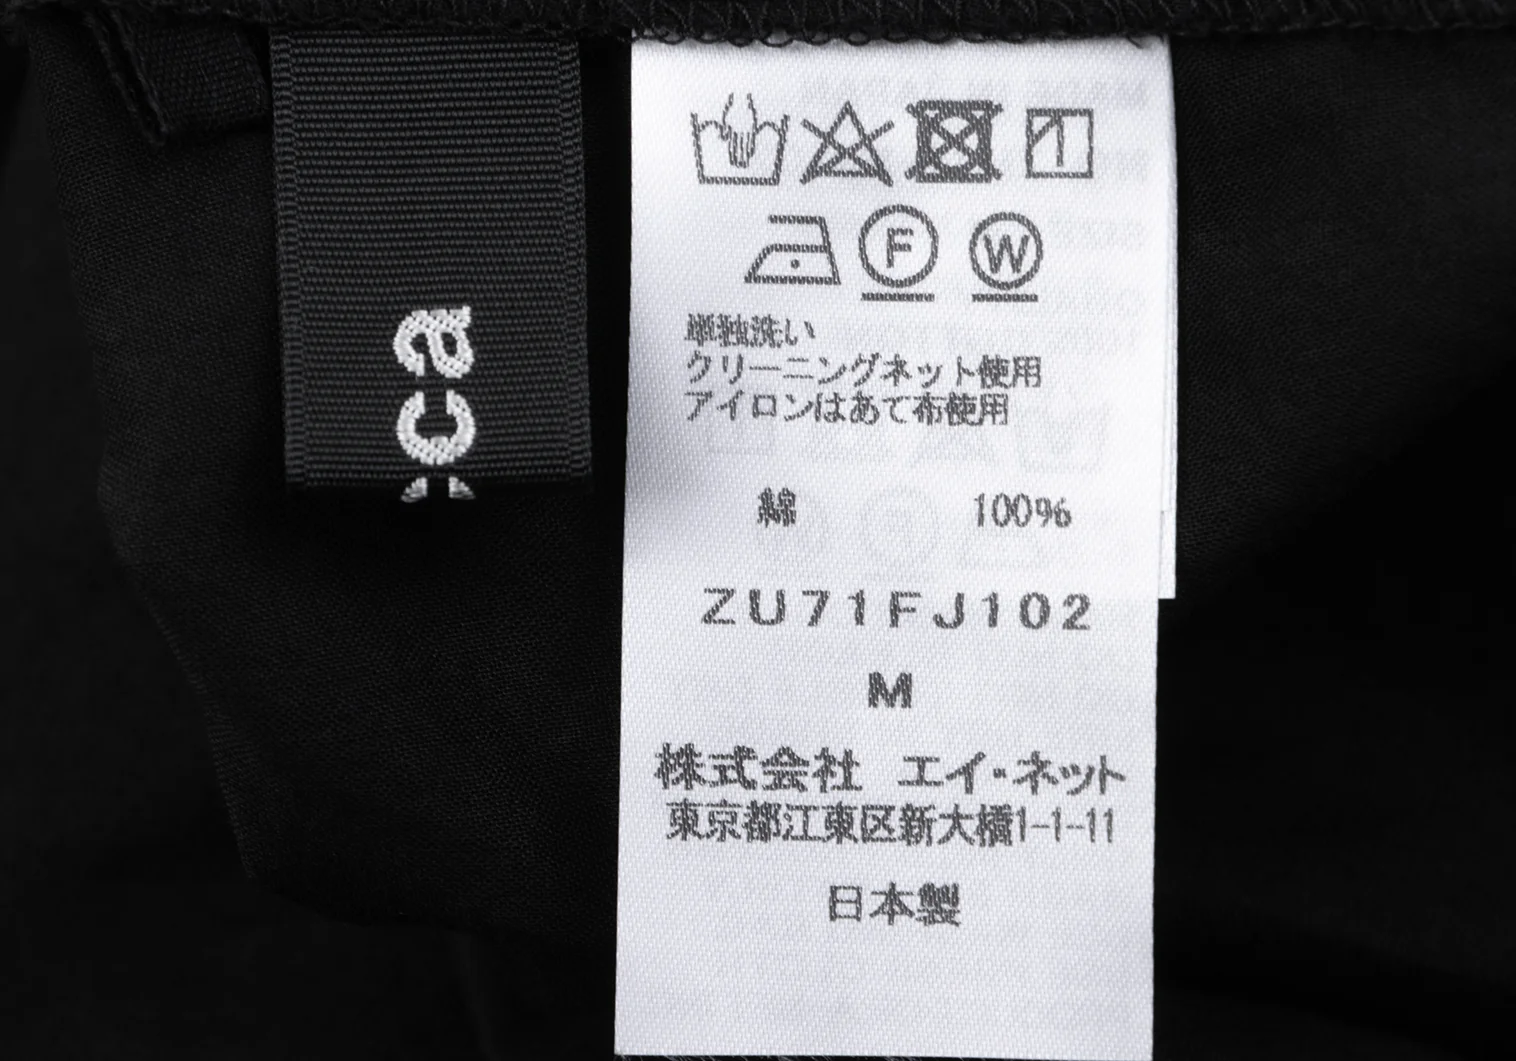 ca
F W
単独洗い
クリーニングネット使用
アイロンはあて布使用
綿 100%
ZU71FJ102
M
株式会社 エイ・ネット
東京都江東区新大橋1-1-11
日本製